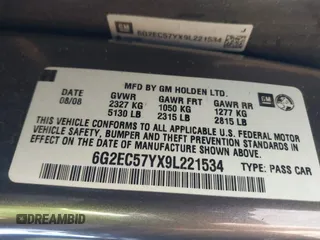 6G2EC57YX9L221534
MFD BY GM HOLDEN LTD.
DATE GVWR GAWR FRT GAWR RR GM
08/08 2327 KG 1050 KG 1277 KG
5130 LB 2315 LB 2815 LB
THIS VEHICLE CONFORMS TO ALL APPLICABLE U.S. FEDERAL MOTOR
VEHICLE SAFETY, BUMPER, AND THEFT PREVENTION STANDARDS
IN EFFECT ON THE DATE OF MANUFACTURE SHOWN ABOVE.
6G2EC57YX9L221534 TYPE: PASS CAR
DREAMBID